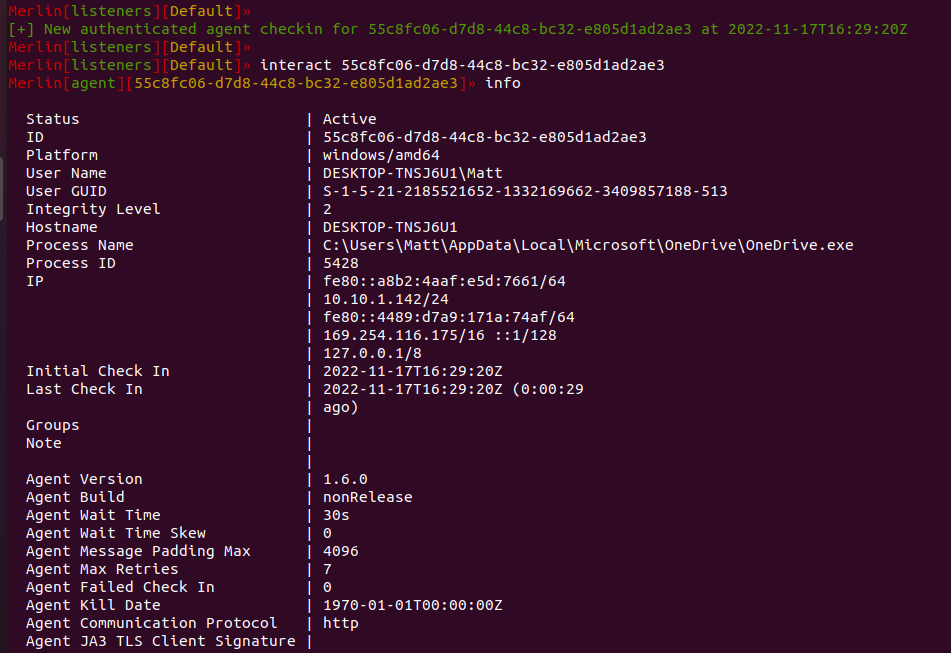 Merlin[listeners][Default]»
[+] New authenticated agent checkin for 55c8fc06-d7d8-44c8-bc32-e805d1ad2ae3 at 2022-11-17T16:29:20Z
Merlin[listeners][Default]»
Merlin[listeners][Default]» interact 55c8fc06-d7d8-44c8-bc32-e805d1ad2ae3
Merlin[agent][55c8fc06-d7d8-44c8-bc32-e805d1ad2ae3]» info
Status | Active
ID | 55c8fc06-d7d8-44c8-bc32-e805d1ad2ae3
Platform | windows/amd64
User Name | DESKTOP-TNSJ6U1\Matt
User GUID | S-1-5-21-2185521652-1332169662-3409857188-513
Integrity Level | 2
Hostname | DESKTOP-TNSJ6U1
Process Name | C:\Users\Matt\AppData\Local\Microsoft\OneDrive\OneDrive.exe
Process ID | 5428
IP | fe80::a8b2:4aaf:e5d:7661/64
| 10.10.1.142/24
| fe80::4489:d7a9:171a:74af/64
| 169.254.116.175/16 ::1/128
| 127.0.0.1/8
Initial Check In | 2022-11-17T16:29:20Z
Last Check In | 2022-11-17T16:29:20Z (0:00:29
| ago)
Groups |
Note |
|
Agent Version | 1.6.0
Agent Build | nonRelease
Agent Wait Time | 30s
Agent Wait Time Skew | 0
Agent Message Padding Max | 4096
Agent Max Retries | 7
Agent Failed Check In | 0
Agent Kill Date | 1970-01-01T00:00:00Z
Agent Communication Protocol | http
Agent JA3 TLS Client Signature |